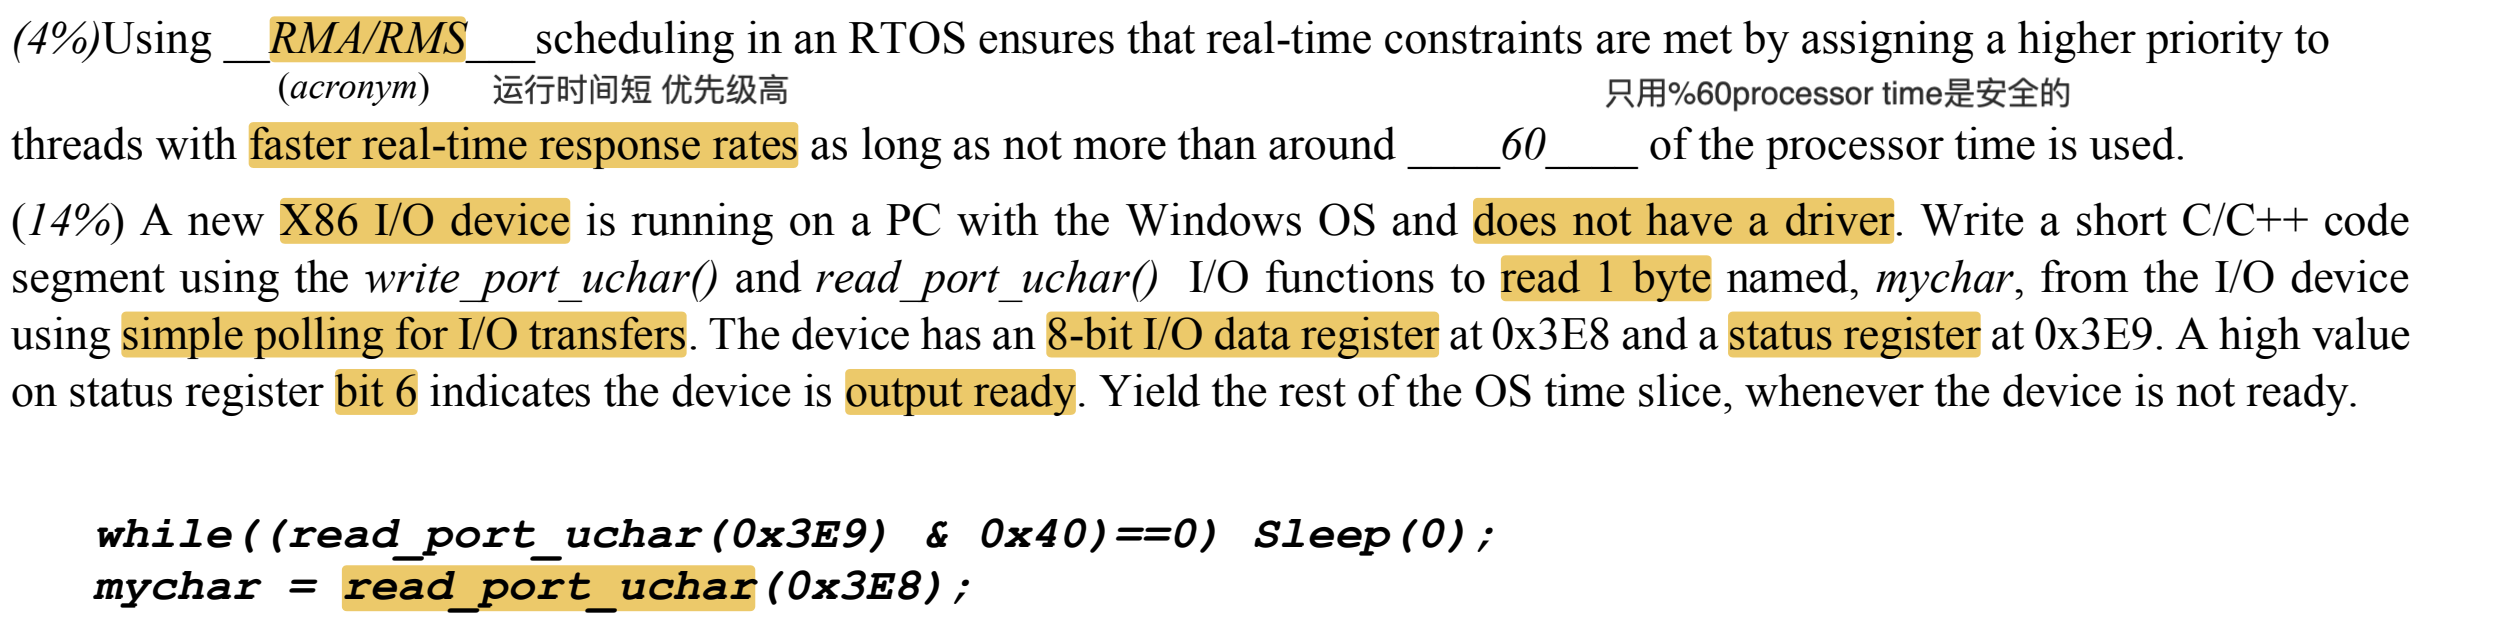 (4%)Using __RMA/RMS___scheduling in an RTOS ensures that real-time constraints are met by assigning a higher priority to
(acronym) 运行时间短 优先级高 只用%60processor time是安全的
threads with faster real-time response rates as long as not more than around ____60____ of the processor time is used.
(14%) A new X86 I/O device is running on a PC with the Windows OS and does not have a driver. Write a short C/C++ code
segment using the write_port_uchar() and read_port_uchar() I/O functions to read 1 byte named, mychar, from the I/O device
using simple polling for I/O transfers. The device has an 8-bit I/O data register at 0x3E8 and a status register at 0x3E9. A high value
on status register bit 6 indicates the device is output ready. Yield the rest of the OS time slice, whenever the device is not ready.
while((read_port_uchar(0x3E9) & 0x40)==0) Sleep(0);
mychar = read_port_uchar(0x3E8);